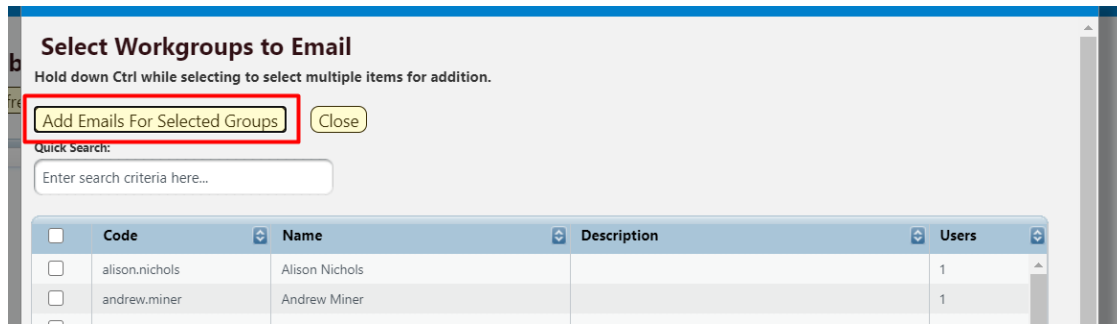 Select Workgroups to Email
b
Hold down Ctrl while selecting to select multiple items for addition.
fre
Add Emails For Selected Groups Close
Quick Search:
Enter search criteria here...
Code Name Description Users
alison.nichols Alison Nichols 1
andrew.miner Andrew Miner 1